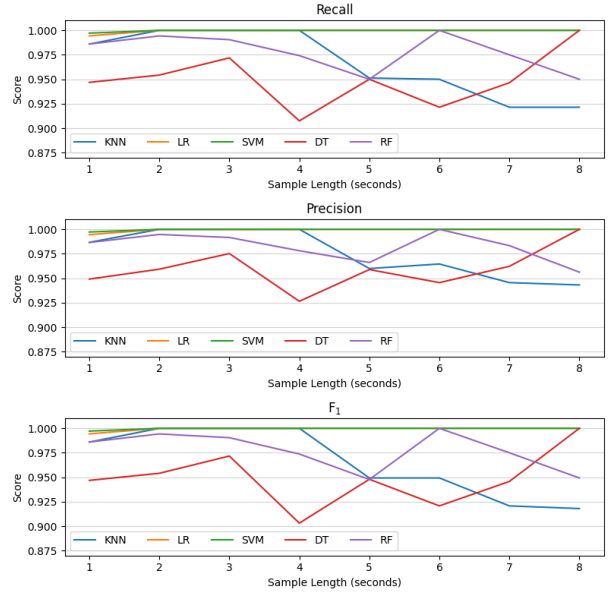 Recall
1.000
0.975
0.950
0.925
0.900
0.875
Score
KNN LR SVM DT RF
1 2 3 4 5 6 7 8
Sample Length (seconds)
Precision
1.000
0.975
0.950
0.925
0.900
0.875
Score
KNN LR SVM DT RF
1 2 3 4 5 6 7 8
Sample Length (seconds)
F₁
1.000
0.975
0.950
0.925
0.900
0.875
Score
KNN LR SVM DT RF
1 2 3 4 5 6 7 8
Sample Length (seconds)